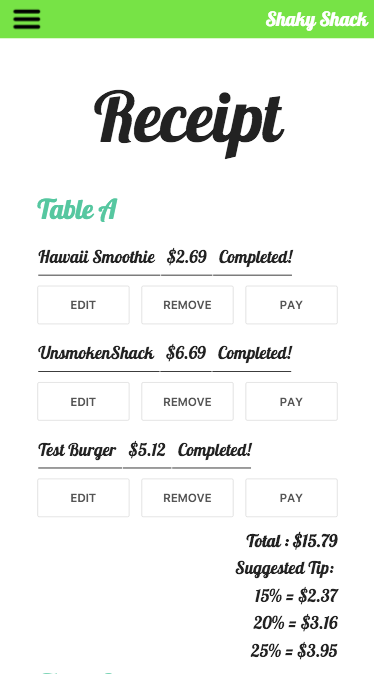 Shaky Shack
Receipt
Table A
Hawaii Smoothie $2.69 Completed!
EDIT REMOVE PAY
UnsmokenShack $6.69 Completed!
EDIT REMOVE PAY
Test Burger $5.12 Completed!
EDIT REMOVE PAY
Total : $15.79
Suggested Tip:
15% = $2.37
20% = $3.16
25% = $3.95